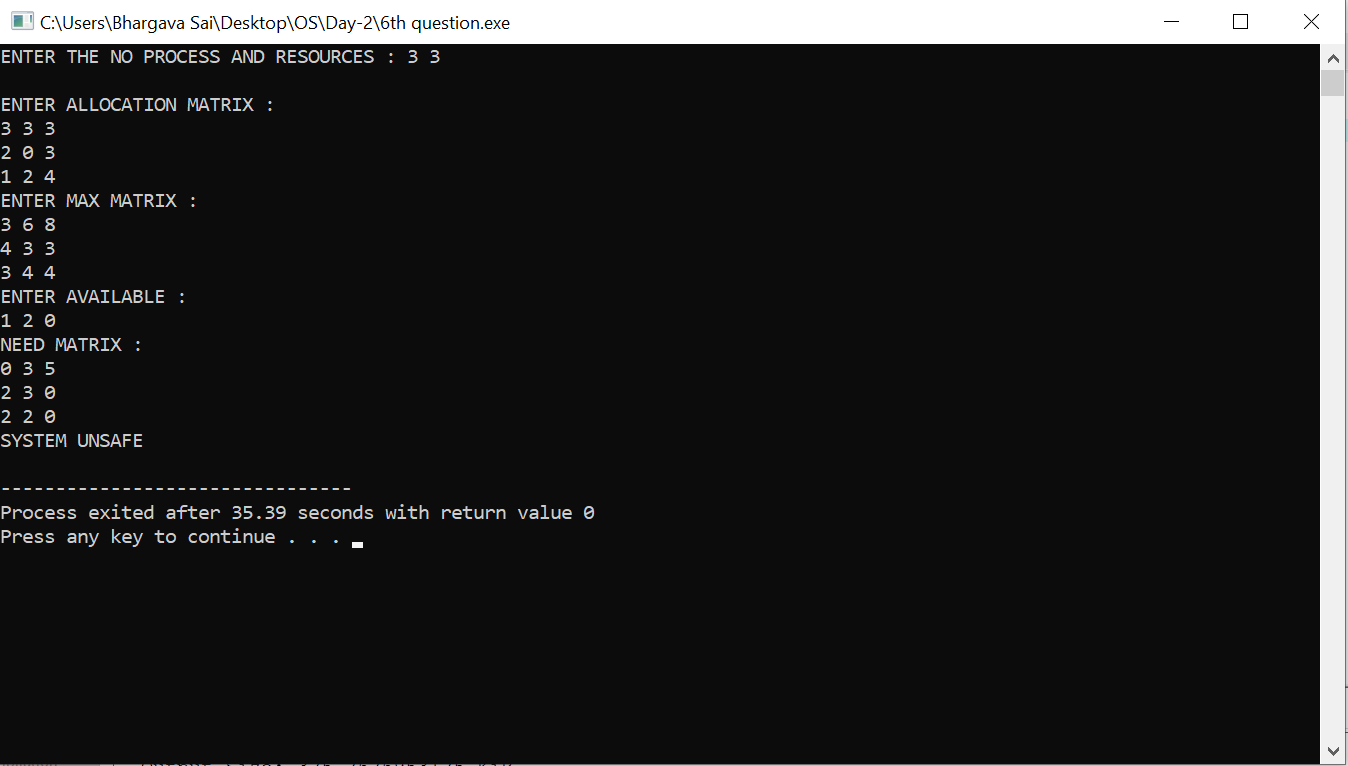 C:\Users\Bhargava Sai\Desktop\OS\Day-2\6th question.exe
ENTER THE NO PROCESS AND RESOURCES : 3 3
ENTER ALLOCATION MATRIX :
3 3 3
2 0 3
1 2 4
ENTER MAX MATRIX :
3 6 8
4 3 3
3 4 4
ENTER AVAILABLE :
1 2 0
NEED MATRIX :
0 3 5
2 3 0
2 2 0
SYSTEM UNSAFE
--------------------------------
Process exited after 35.39 seconds with return value 0
Press any key to continue . . .